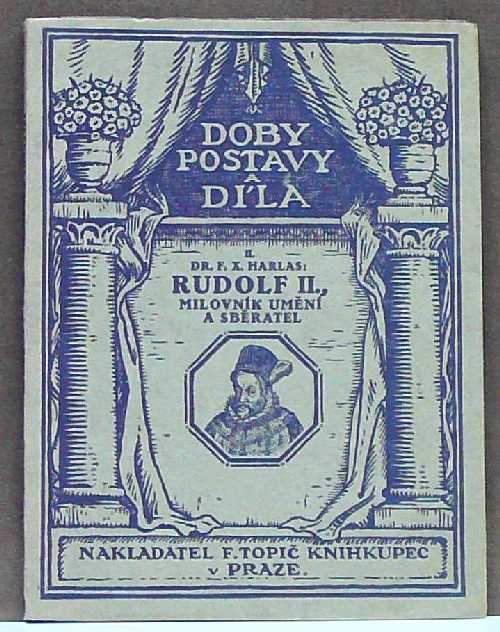 DOBY
POSTAVY
A
DÍLA
II.
DR. F. X. HARLAS:
RUDOLF II.,
MILOVNÍK UMĚNÍ
A SBĚRATEL
NAKLADATEL F. TOPIČ KNIHKUPEC
V PRAZE.